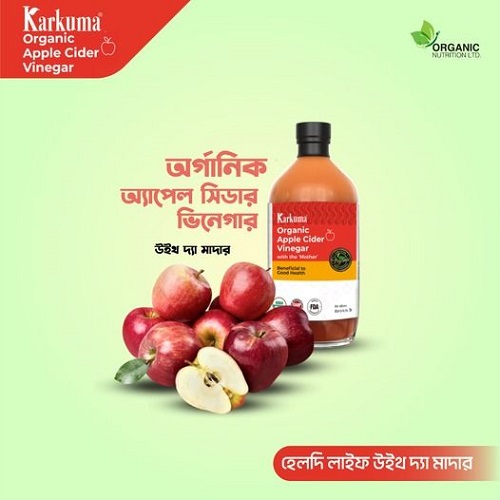 Karkuma®
Organic
Apple Cider
Vinegar
ORGANIC
NUTRITION LTD.
অর্গানিক
অ্যাপেল সিডার
ভিনেগার
উইথ দ্যা মাদার
Karkuma
Organic
Apple Cider
Vinegar
with the 'Mother'
Beneficial to
Good Health
FDA
হেলদি লাইফ উইথ দ্যা মাদার